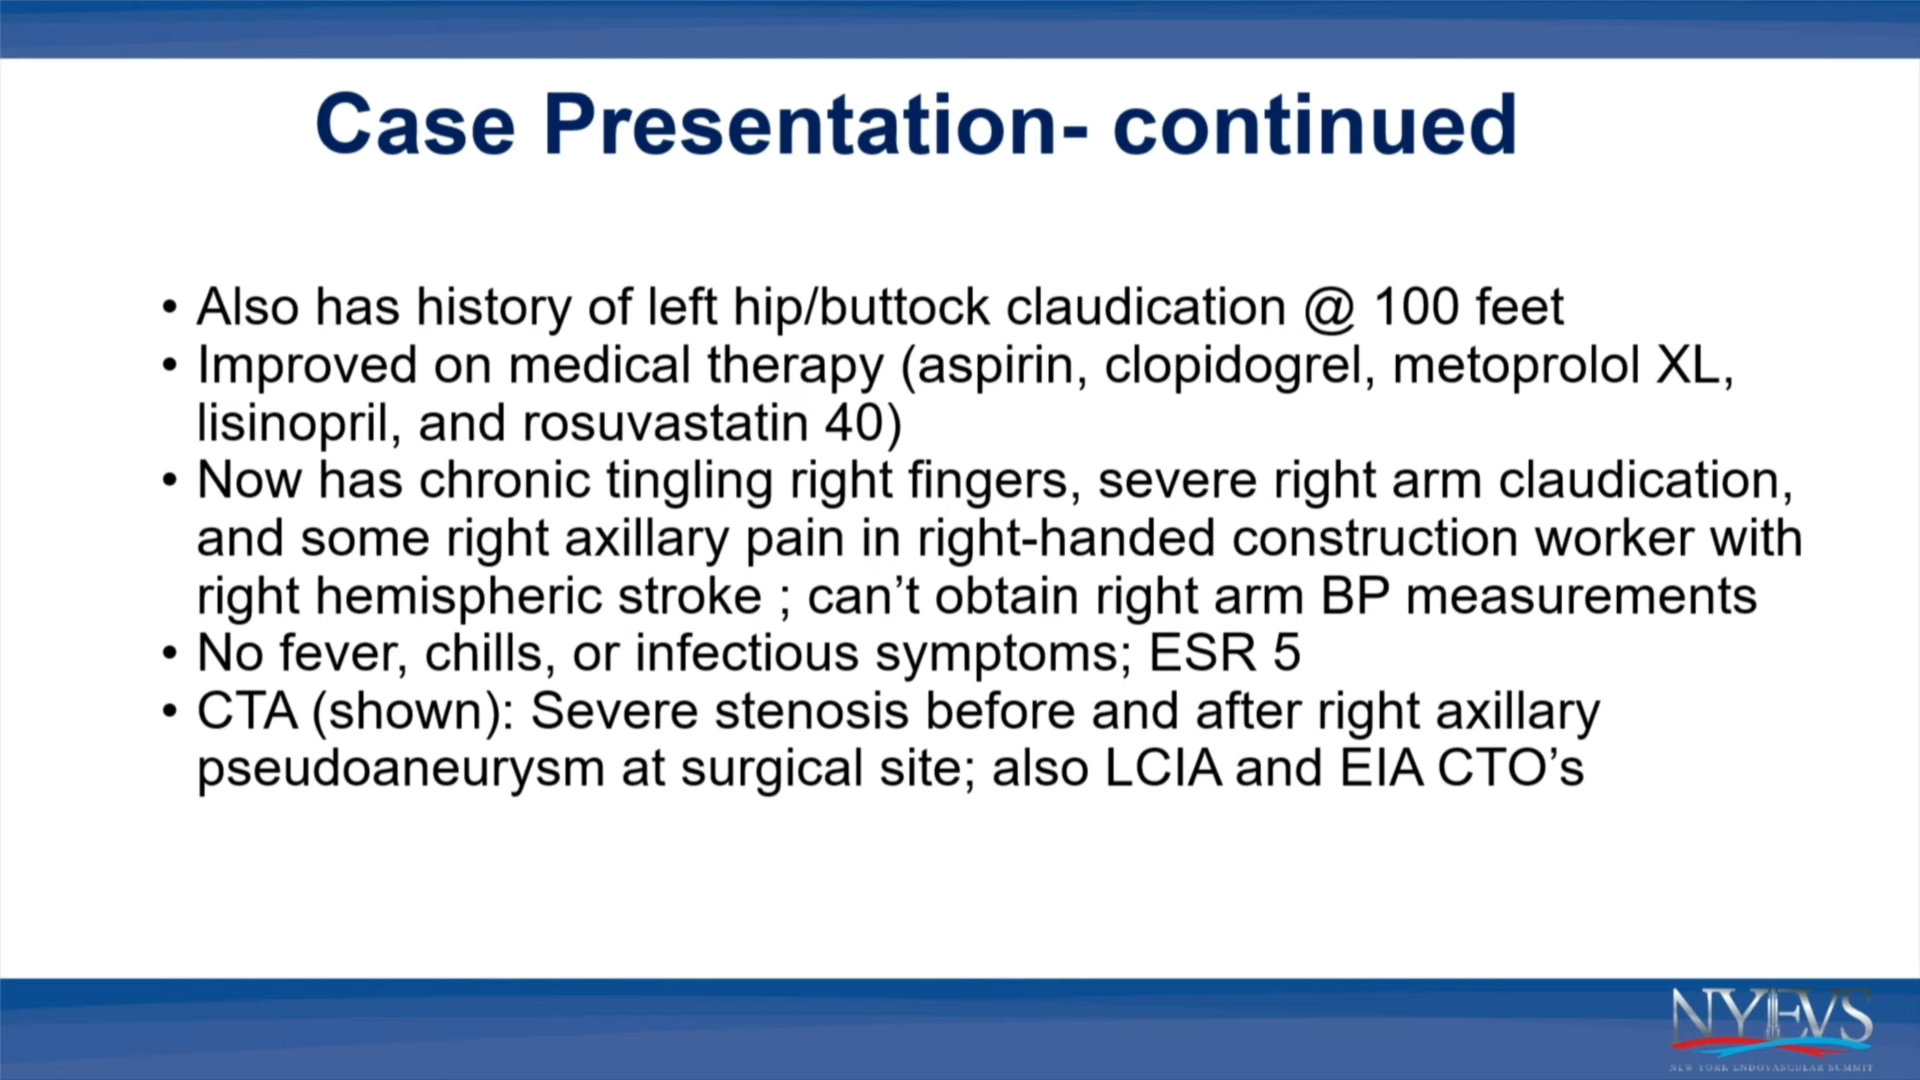 Case Presentation- continued
• Also has history of left hip/buttock claudication @ 100 feet
• Improved on medical therapy (aspirin, clopidogrel, metoprolol XL,
lisinopril, and rosuvastatin 40)
• Now has chronic tingling right fingers, severe right arm claudication,
and some right axillary pain in right-handed construction worker with
right hemispheric stroke ; can’t obtain right arm BP measurements
• No fever, chills, or infectious symptoms; ESR 5
• CTA (shown): Severe stenosis before and after right axillary
pseudoaneurysm at surgical site; also LCIA and EIA CTO’s
NYEVS
NEW YORK ENDOVASCULAR SUMMIT